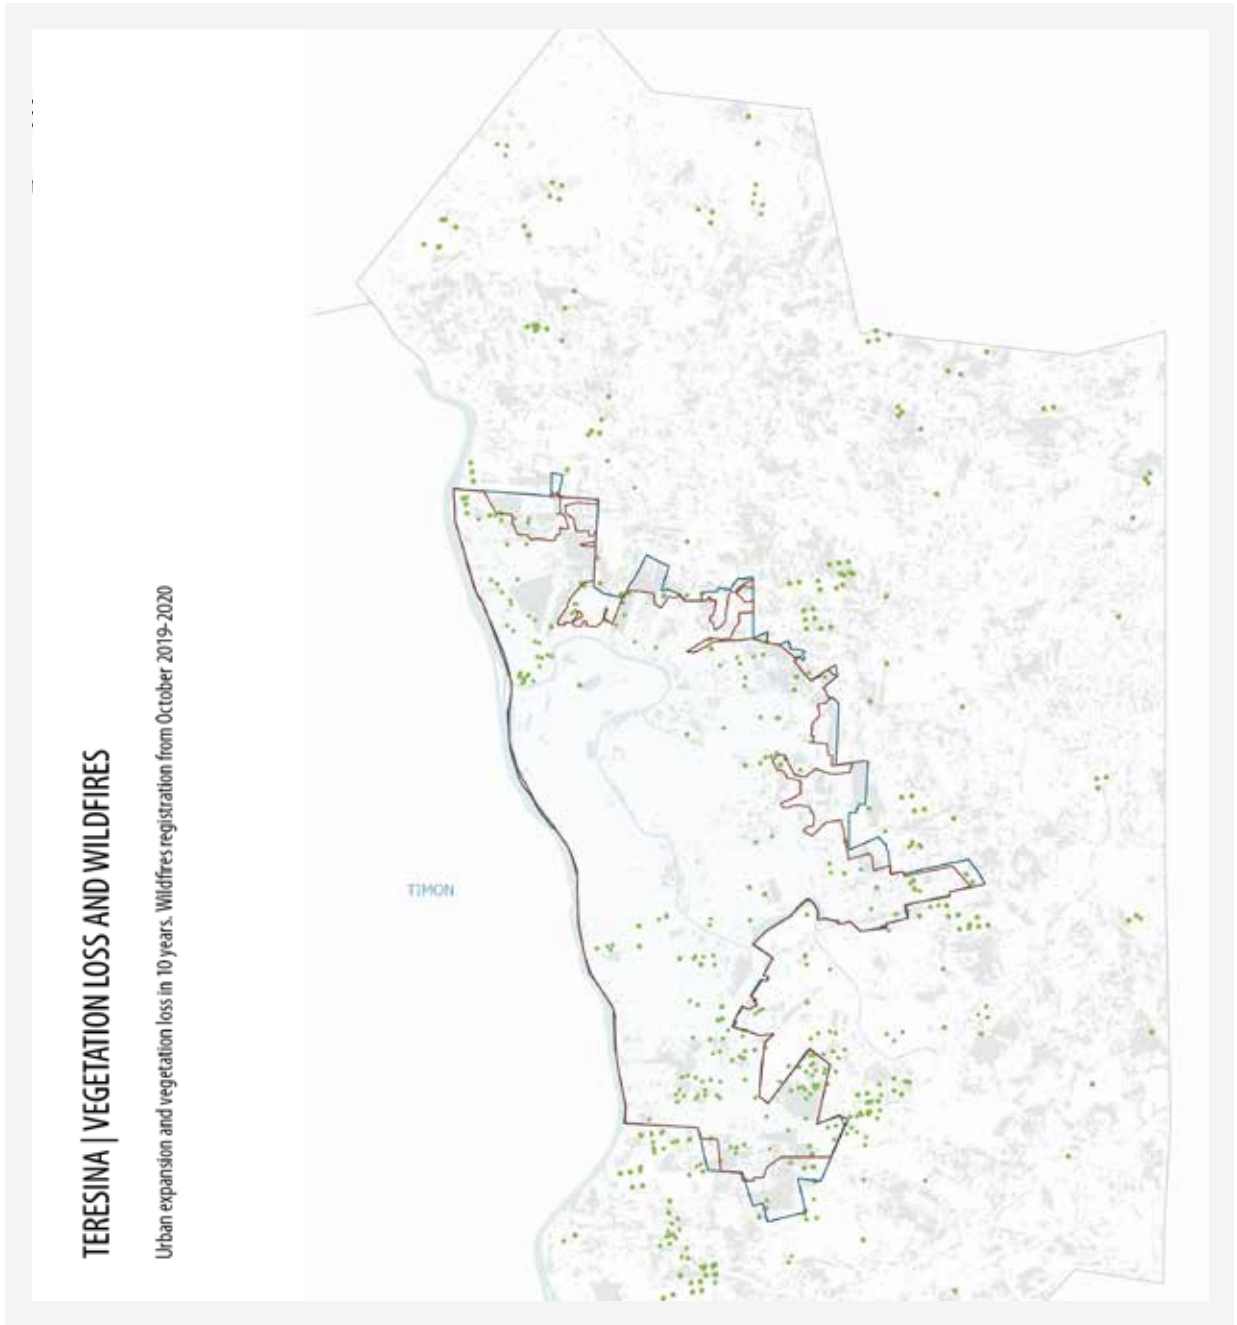 TERESINA | VEGETATION LOSS AND WILDFIRES
Urban expansion and vegetation loss in 10 years. Wildfires registration from October 2019-2020
TIMON